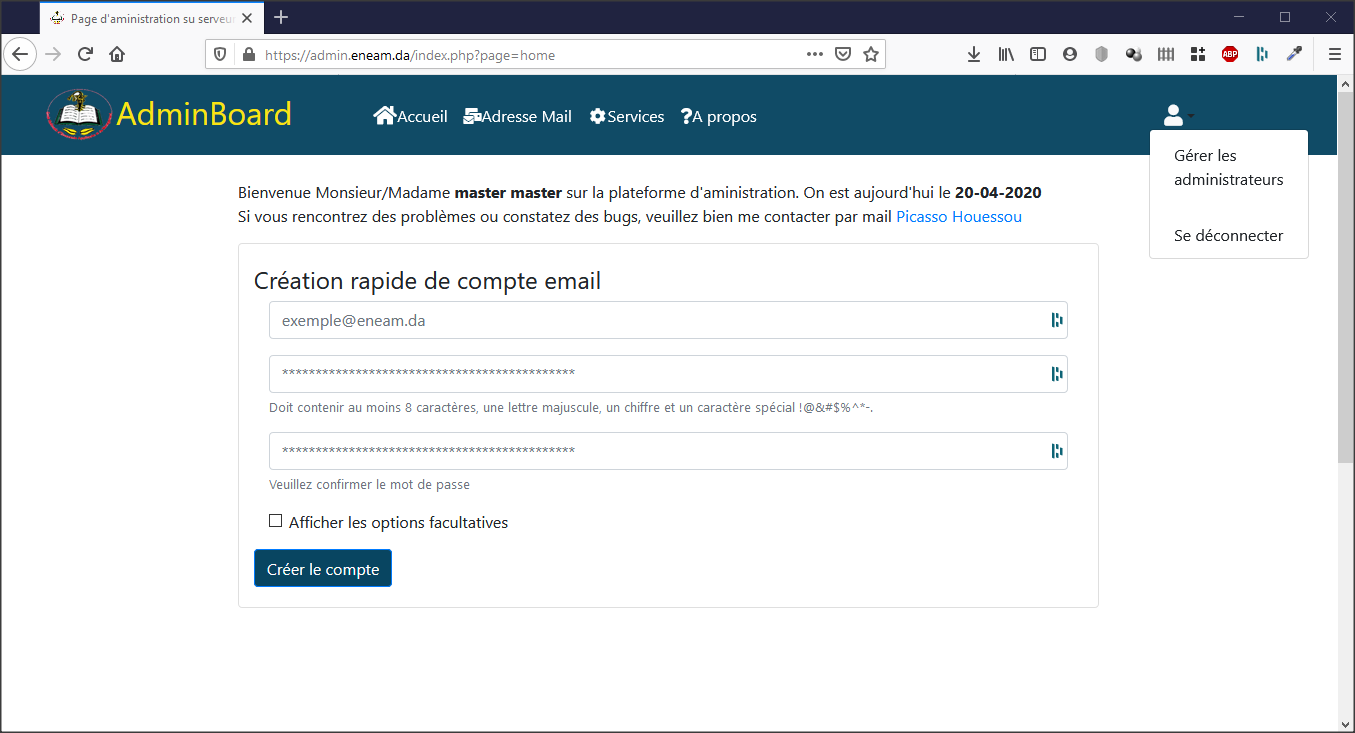 Page d'aministration su serveur
https://admin.eneam.da/index.php?page=home
ABP
AdminBoard
Accueil
Adresse Mail
Services
?A propos
Gérer les
administrateurs
Se déconnecter
Bienvenue Monsieur/Madame master master sur la plateforme d'aministration. On est aujourd'hui le 20-04-2020
Si vous rencontrez des problèmes ou constatez des bugs, veuillez bien me contacter par mail Picasso Houessou
Création rapide de compte email
exemple@eneam.da
********************************************
Doit contenir au moins 8 caractères, une lettre majuscule, un chiffre et un caractère spécial !@&#$%^*-.
********************************************
Veuillez confirmer le mot de passe
Afficher les options facultatives
Créer le compte